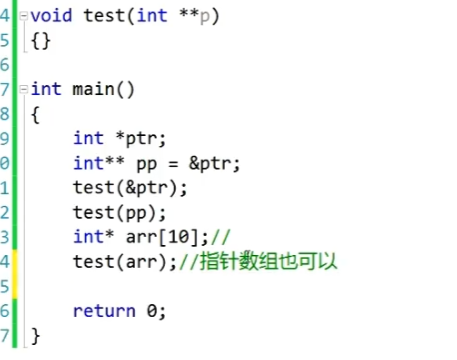 4 void test(int **p)
5 {}
6
7 int main()
8 {
9 int *ptr;
0 int** pp = &ptr;
1 test(&ptr);
2 test(pp);
3 int* arr[10];//
4 test(arr);//指针数组也可以
5
6 return 0;
7 }